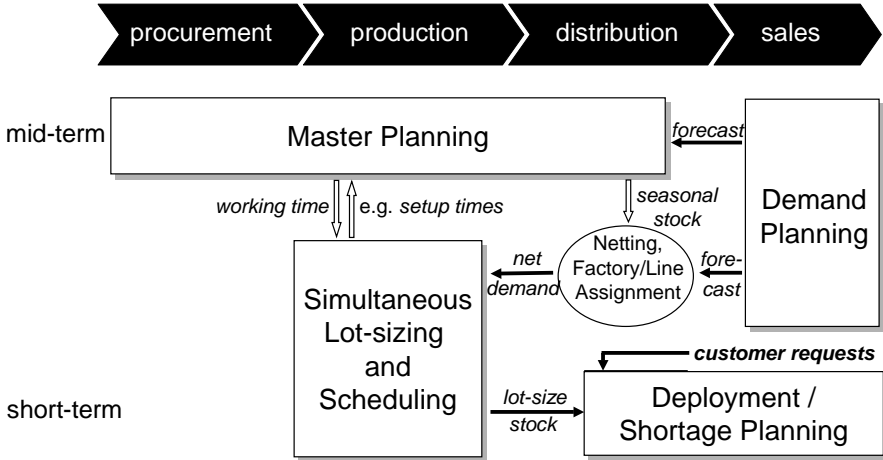 procurement
production
distribution
sales
mid-term
Master Planning
forecast
Demand
Planning
working time
e.g. setup times
seasonal
stock
Netting,
Factory/Line
Assignment
fore-
cast
net
demand
Simultaneous
Lot-sizing
and
Scheduling
customer requests
short-term
lot-size
stock
Deployment /
Shortage Planning